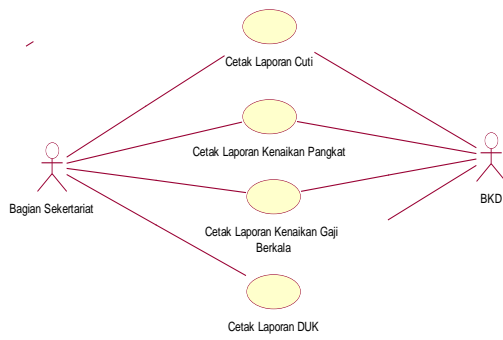 Cetak Laporan Cuti
Cetak Laporan Kenaikan Pangkat
Bagian Sekertariat
BKD
Cetak Laporan Kenaikan Gaji
Berkala
Cetak Laporan DUK